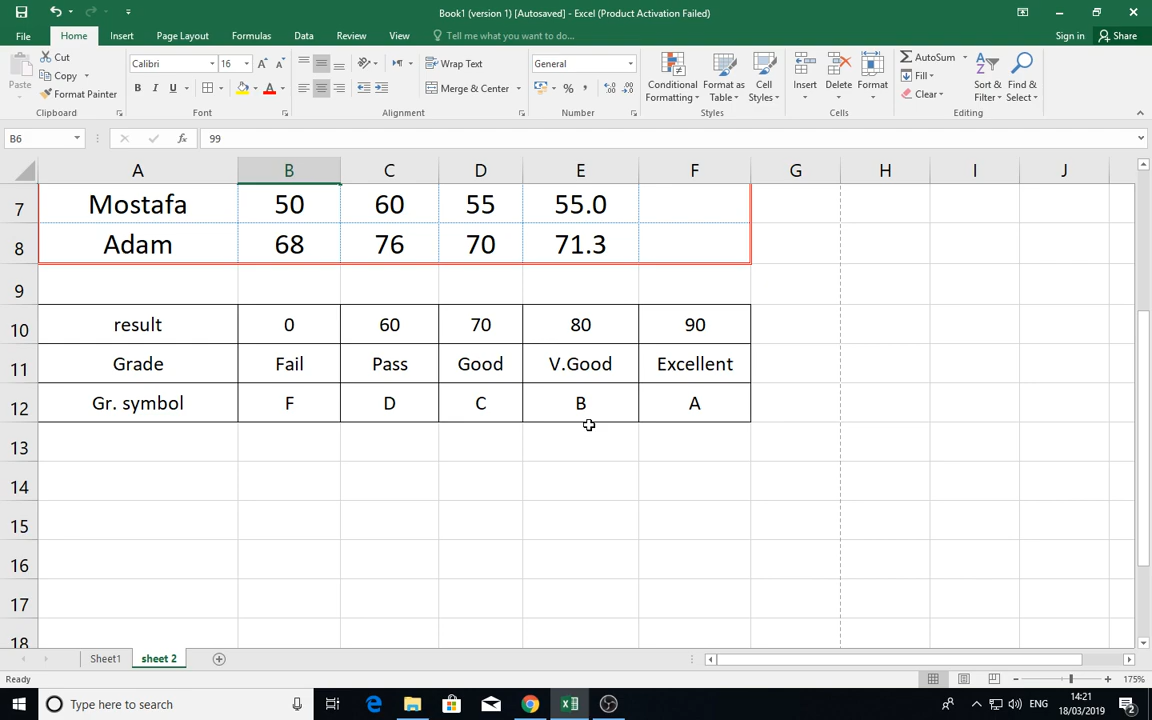 Book1 (version 1) [Autosaved] - Excel (Product Activation Failed)
File Home Insert Page Layout Formulas Data Review View Tell me what you want to do... Sign in Share
Cut
Copy
Format Painter
Paste
Clipboard
Calibri 16
B I U
Font
Wrap Text
Merge & Center
Alignment
General
%
Number
Conditional Formatting
Format as Table
Cell Styles
Styles
Insert Delete Format
Cells
AutoSum
Fill
Clear
Sort & Filter
Find & Select
Editing
B6 fx 99
A B C D E F G H I J
7 Mostafa 50 60 55 55.0
8 Adam 68 76 70 71.3
9
10 result 0 60 70 80 90
11 Grade Fail Pass Good V.Good Excellent
12 Gr. symbol F D C B A
13
14
15
16
17
18
Sheet1 sheet 2
Ready 175%
Type here to search
ENG
14:21
18/03/2019
2